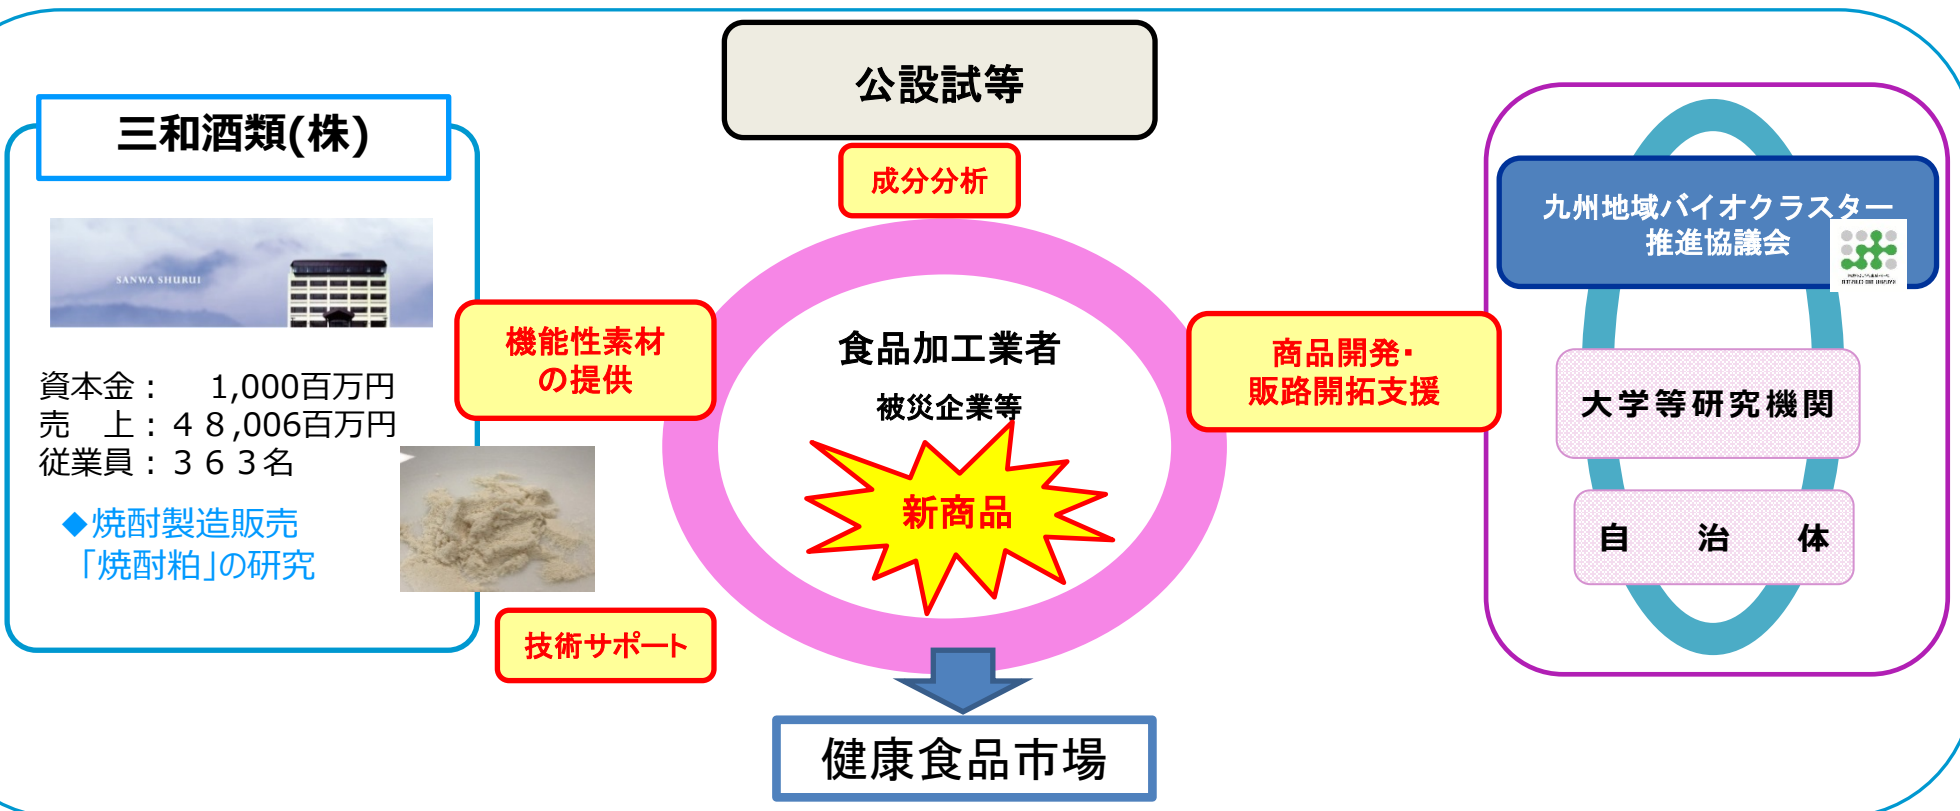 公設試等
三和酒類(株)
成分分析
SANWA SHURUI
九州地域バイオクラスター
推進協議会
機能性素材
の提供
食品加工業者
被災企業等
新商品
商品開発・
販路開拓支援
大学等研究機関
自　治　体
資本金：　1,000百万円
売　上：４８,006百万円
従業員：３６３名
◆焼酎製造販売
「焼酎粕」の研究
技術サポート
健康食品市場